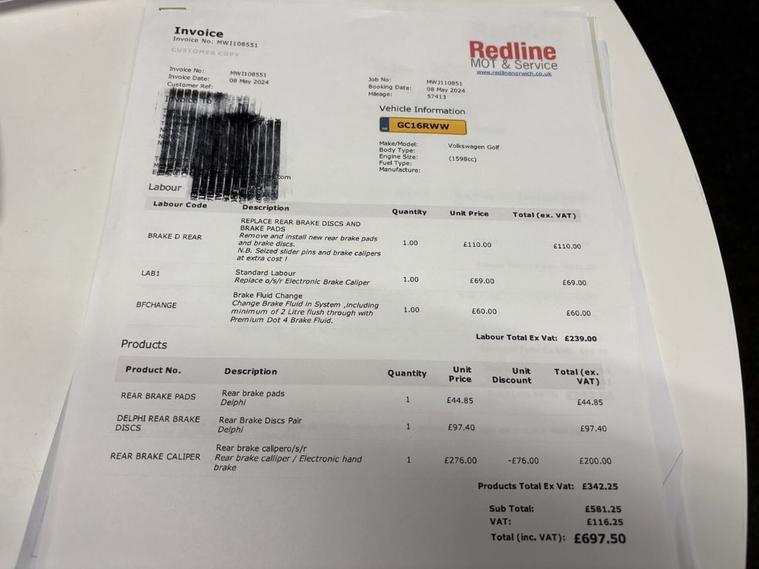 Invoice
Invoice No: MWI108551
CUSTOMER COPY
Redline
MOT & Service
www.redlinenorwich.co.uk
Invoice No: MWI108551
Invoice Date: 08 May 2024
Customer Ref:
Job No: MWJ110851
Booking Date: 08 May 2024
Mileage: 57413
Vehicle Information
GC16RWW
Make/Model: Volkswagen Golf
Body Type:
Engine Size: (1598cc)
Fuel Type:
Manufacture:
Labour
Labour Code Description Quantity Unit Price Total (ex. VAT)
REPLACE REAR BRAKE DISCS AND
BRAKE PADS
BRAKE D REAR Remove and install new rear brake pads 1.00 £110.00 £110.00
and brake discs.
N.B. Seized slider pins and brake calipers
at extra cost !
LAB1 Standard Labour 1.00 £69.00 £69.00
Replace o/s/r Electronic Brake Caliper
Brake Fluid Change
BFCHANGE Change Brake Fluid in System ,including 1.00 £60.00 £60.00
minimum of 2 Litre flush through with
Premium Dot 4 Brake Fluid.
Labour Total Ex Vat: £239.00
Products
Product No. Description Quantity Unit Price Unit Discount Total (ex. VAT)
REAR BRAKE PADS Rear brake pads 1 £44.85 £44.85
Delphi
DELPHI REAR BRAKE DISCS Rear Brake Discs Pair 1 £97.40 £97.40
Delphi
Rear brake calipero/s/r
REAR BRAKE CALIPER Rear brake calliper / Electronic hand 1 £276.00 -£76.00 £200.00
brake
Products Total Ex Vat: £342.25
Sub Total: £581.25
VAT: £116.25
Total (inc. VAT): £697.50